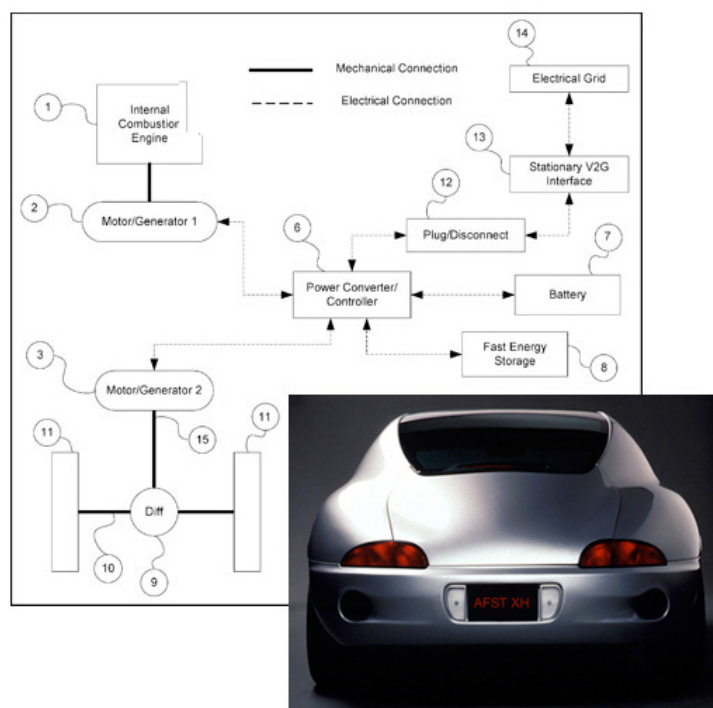 14
Mechanical Connection
Electrical Grid
1
Internal
Combustion
Engine
Electrical Connection
13
Stationary V2G
Interface
12
2
Motor/Generator 1
6
Plug/Disconnect
7
Power Converter/
Controller
Battery
3
Fast Energy
Storage
8
Motor/Generator 2
11
15
11
Diff
10
9
AFST XH